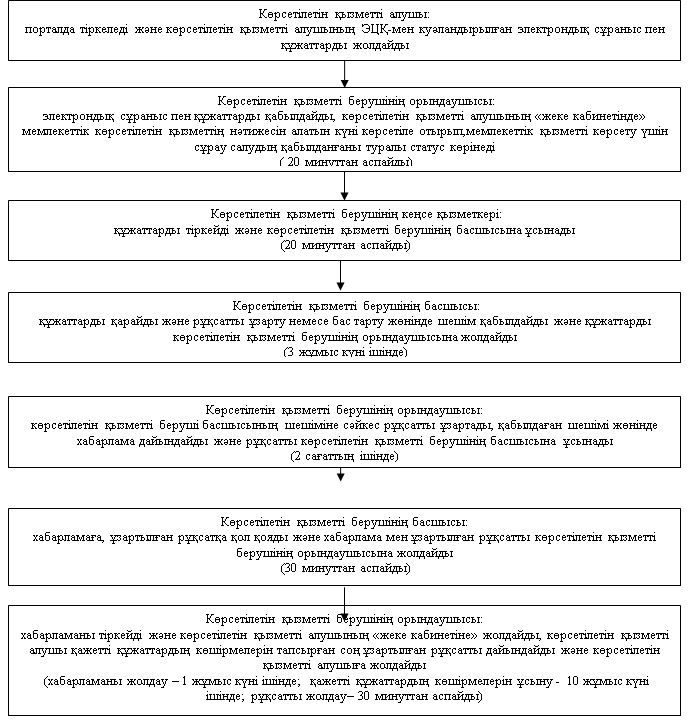 Көрсетілетін қызметті алушы:
порталда тіркеледі және көрсетілетін қызметті алушының ЭЦҚ-мен куәландырылған электрондық сұраныс пен
құжаттарды жолдайды
Көрсетілетін қызметті берушінің орындаушысы:
электрондық сұраныс пен құжаттарды қабылдайды, көрсетілетін қызметті алушының «жеке кабинетінде»
мемлекеттік көрсетілетін қызметтің нәтижесін алатын күні көрсетіле отырып,мемлекеттік қызметті көрсету үшін
сұрау салудың қабылданғаны туралы статус көрінеді
( 20 минуттан аспайды)
Көрсетілетін қызметті берушінің кеңсе қызметкері:
құжаттарды тіркейді және көрсетілетін қызметті берушінің басшысына ұсынады
(20 минуттан аспайды)
Көрсетілетін қызметті берушінің басшысы:
құжаттарды қарайды және рұқсатты ұзарту немесе бас тарту жөнінде шешім қабылдайды және құжаттарды
көрсетілетін қызметті берушінің орындаушысына жолдайды
(3 жұмыс күні ішінде)
Көрсетілетін қызметті берушінің орындаушысы:
көрсетілетін қызметті беруші басшысының шешіміне сәйкес рұқсатты ұзартады, қабылдаған шешімі жөнінде
хабарлама дайындайды және рұқсатты көрсетілетін қызметті берушінің басшысына ұсынады
(2 сағаттың ішінде)
Көрсетілетін қызметті берушінің басшысы:
хабарламаға, ұзартылған рұқсатқа қол қояды және хабарлама мен ұзартылған рұқсатты көрсетілетін қызметті
берушінің орындаушысына жолдайды
(30 минуттан аспайды)
Көрсетілетін қызметті берушінің орындаушысы:
хабарламаны тіркейді және көрсетілетін қызметті алушының «жеке кабинетіне» жолдайды, көрсетілетін қызметті
алушы қажетті құжаттардың көшірмелерін тапсырған соң ұзартылған рұқсатты дайындайды және көрсетілетін
қызметті алушыға жолдайды
(хабарламаны жолдау – 1 жұмыс күні ішінде; қажетті құжаттардың көшірмелерін ұсыну - 10 жұмыс күні
ішінде; рұқсатты жолдау– 30 минуттан аспайды)